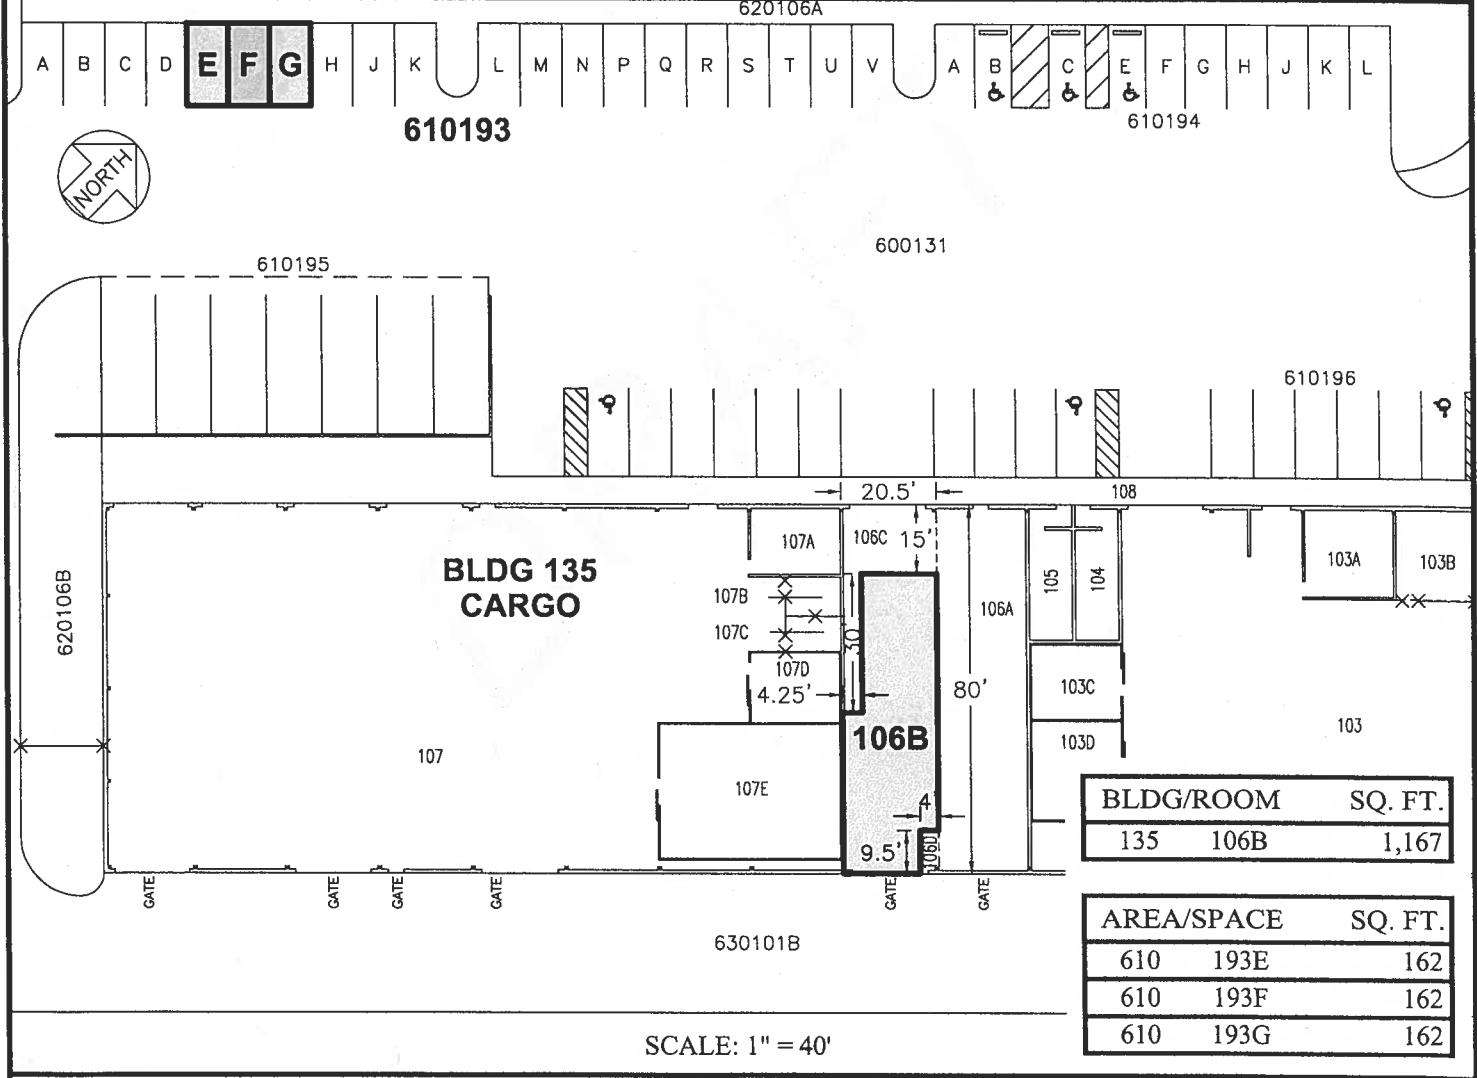 620106A
A B C D E F G H J K L M N P Q R S T U V A B C E F G H J K L
610193
610194
NORTH
600131
610195
610196
20.5'
108
107A
106C
15'
BLDG 135
CARGO
105
104
103A
103B
620106B
107B
107C
106A
30'
107D
4.25'
80'
103C
106B
103D
103
107
107E
4'
9.5'
106D
GATE GATE GATE GATE GATE GATE
630101B
BLDG/ROOM SQ. FT.
135 106B 1,167
AREA/SPACE SQ. FT.
610 193E 162
610 193F 162
610 193G 162
SCALE: 1" = 40'